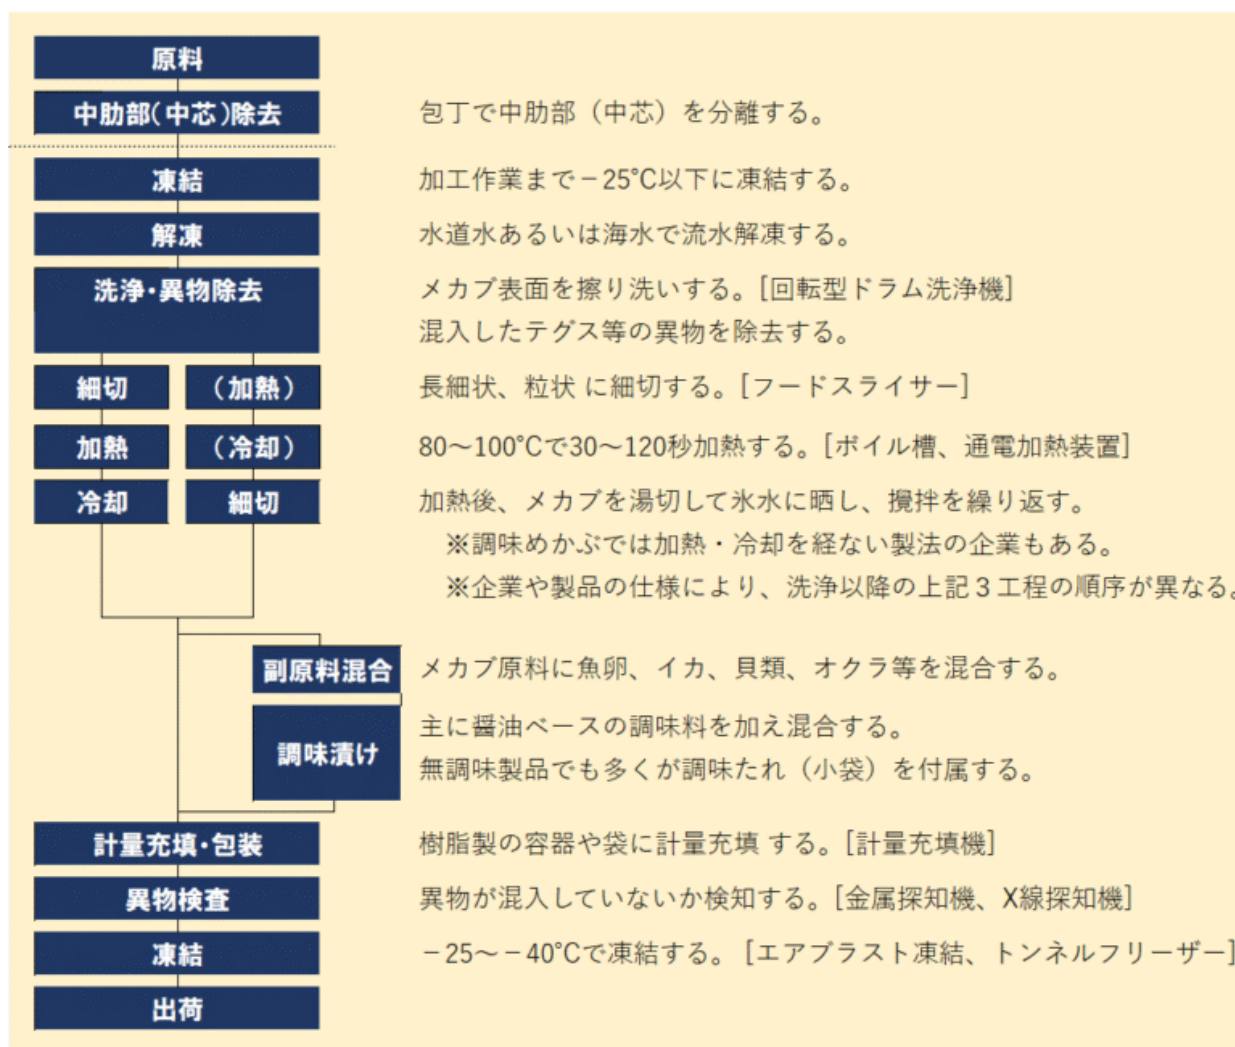 原料
中肋部(中芯)除去
包丁で中肋部（中芯）を分離する。
凍結
加工作業まで－25℃以下に凍結する。
解凍
水道水あるいは海水で流水解凍する。
洗浄・異物除去
メカブ表面を擦り洗いする。[回転型ドラム洗浄機]
混入したテグス等の異物を除去する。
細切 （加熱）
長細状、粒状 に細切する。[フードスライサー]
加熱 （冷却）
80～100℃で30～120秒加熱する。[ボイル槽、通電加熱装置]
冷却 細切
加熱後、メカブを湯切して氷水に晒し、攪拌を繰り返す。
※調味めかぶでは加熱・冷却を経ない製法の企業もある。
※企業や製品の仕様により、洗浄以降の上記３工程の順序が異なる。
副原料混合
メカブ原料に魚卵、イカ、貝類、オクラ等を混合する。
調味漬け
主に醤油ベースの調味料を加え混合する。
無調味製品でも多くが調味たれ（小袋）を付属する。
計量充填・包装
樹脂製の容器や袋に計量充填 する。[計量充填機]
異物検査
異物が混入していないか検知する。[金属探知機、X線探知機]
凍結
－25～－40℃で凍結する。 [エアブラスト凍結、トンネルフリーザー]
出荷